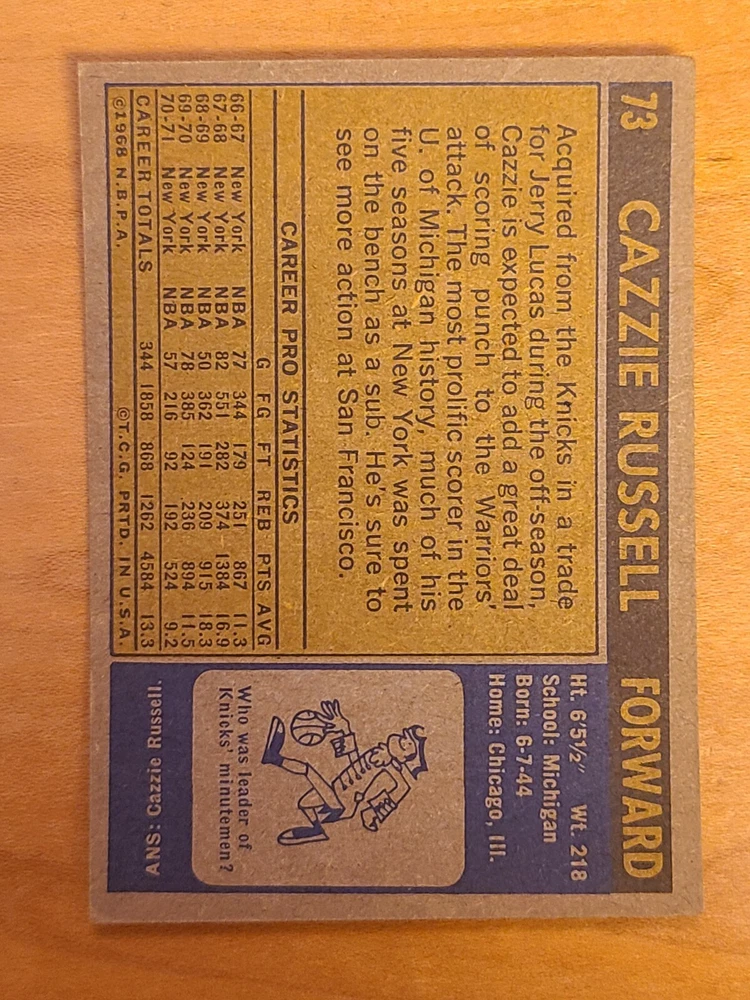 73 CAZZIE RUSSELL FORWARD
Acquired from the Knicks in a trade
for Jerry Lucas during the off-season,
Cazzie is expected to add a great deal
of scoring punch to the Warriors'
attack. The most prolific scorer in the
U. of Michigan history, much of his
five seasons at New York was spent
on the bench as a sub. He's sure to
see more action at San Francisco.
CAREER PRO STATISTICS
G FG FT REB PTS AVG
66-67 New York NBA 77 344 179 251 867 11.3
67-68 New York NBA 82 551 282 374 1384 16.9
68-69 New York NBA 50 362 191 209 915 18.3
69-70 New York NBA 78 385 124 236 894 11.5
70-71 New York NBA 57 216 92 192 524 9.2
CAREER TOTALS 344 1858 868 1262 4584 13.3
©1968 N.B.P.A. ©T.C.G. PRTD. IN U.S.A.
Ht. 6'5½" Wt. 218
School: Michigan
Born: 6-7-44
Home: Chicago, Ill.
Who was leader of
Knicks' minutemen?
ANS: Cazzie Russell.